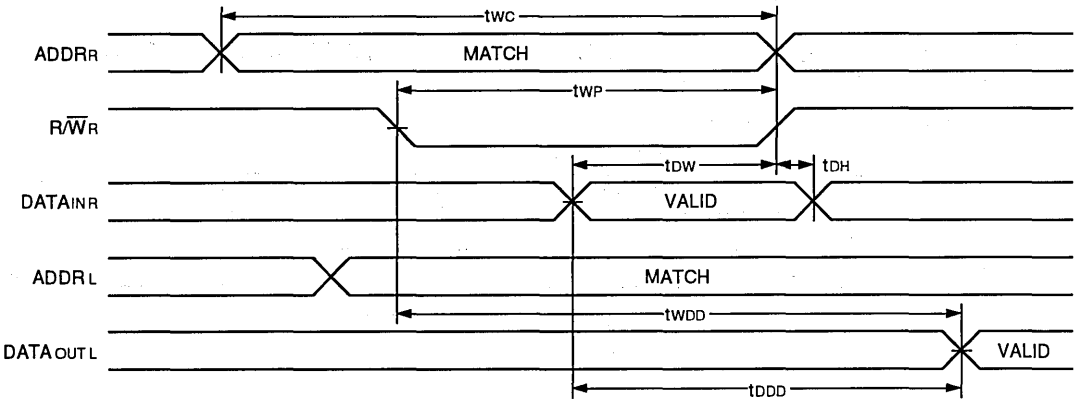 tWC
ADDRR
MATCH
tWP
R/W̅R
tDW
tDH
DATAINR
VALID
ADDRL
MATCH
tWDD
DATAOUTL
VALID
tDDD